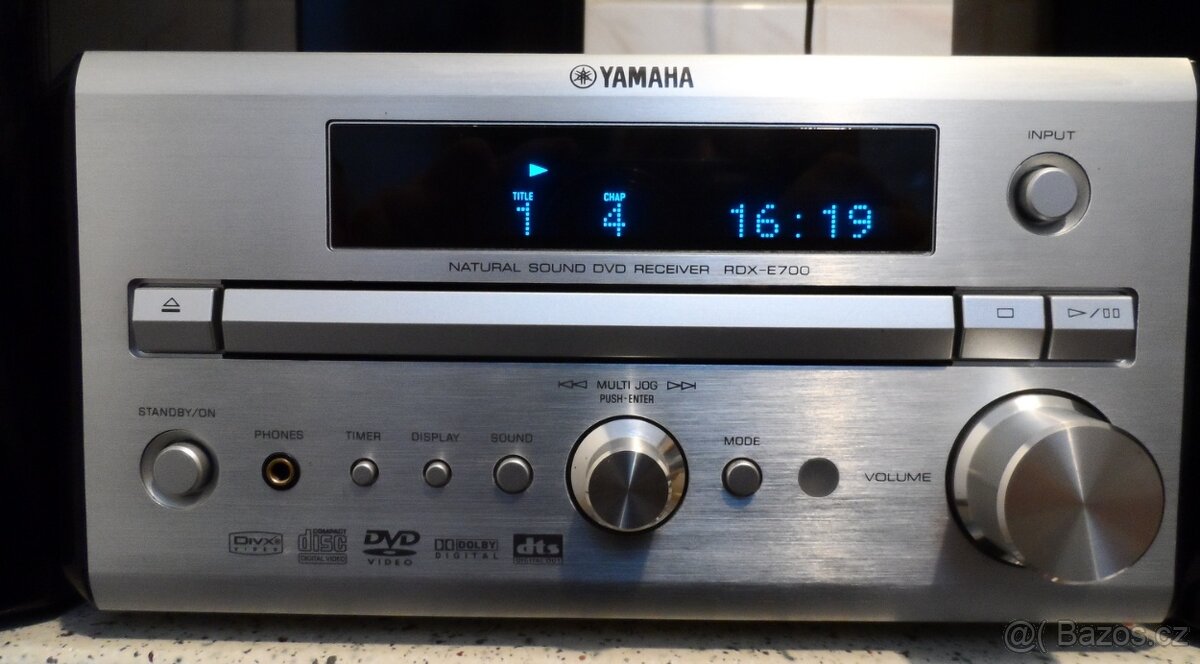 YAMAHA
INPUT
TITLE CHAP
1 4 16:19
NATURAL SOUND DVD RECEIVER RDX-E700
MULTI JOG
PUSH-ENTER
STANDBY/ON
PHONES TIMER DISPLAY SOUND MODE
VOLUME
DivX VIDEO
COMPACT disc DIGITAL VIDEO
DVD VIDEO
DOLBY DIGITAL
dts DIGITAL OUT
@( Bazos.cz